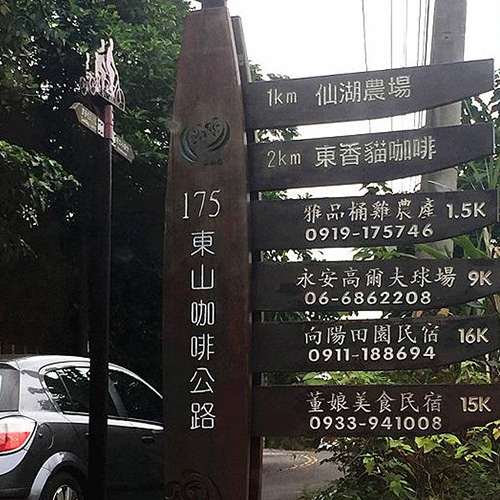 175
東山咖啡公路
1km 仙湖農場
2km 東香貓咖啡
雅品桶雞農產 1.5K
0919-175746
永安高爾夫球場 9K
06-6862208
向陽田園民宿 16K
0911-188694
董娘美食民宿 15K
0933-941008